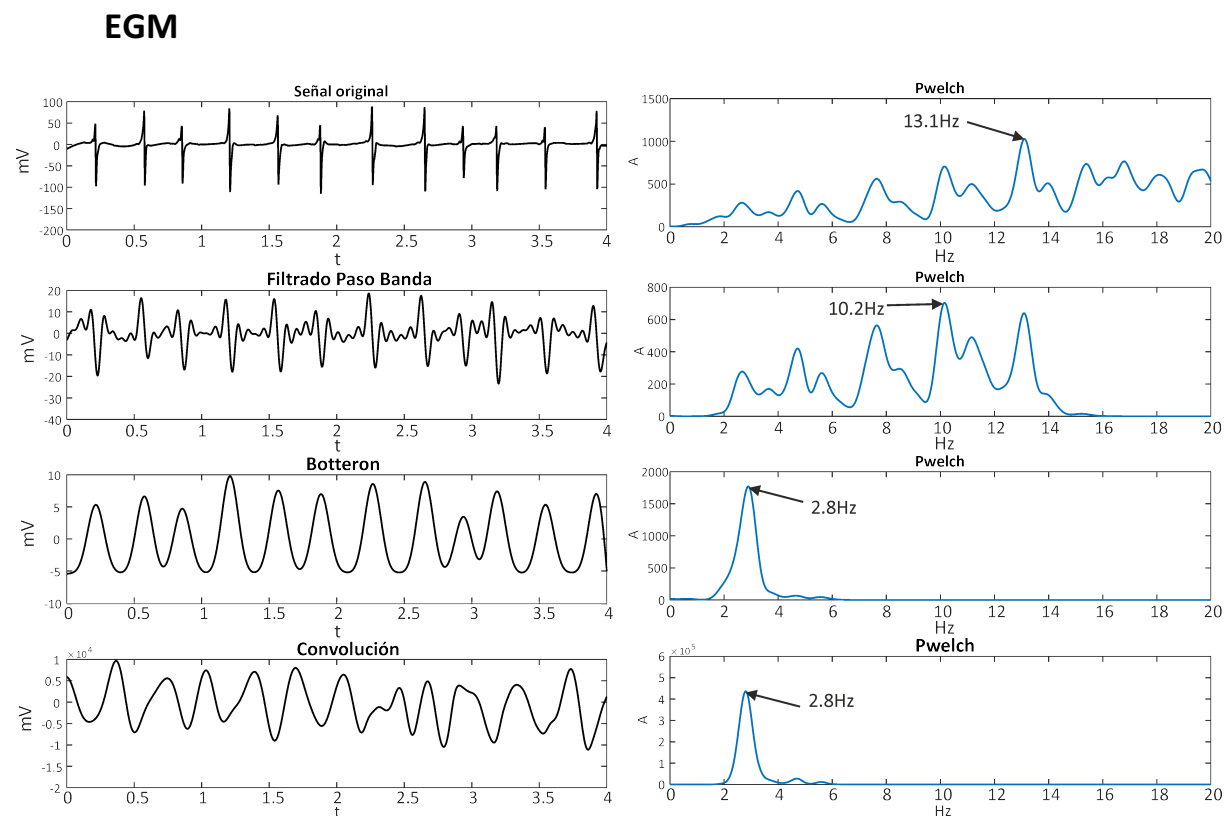 EGM
Señal original
mV
100
50
0
-50
-100
-150
-200
0 0.5 1 1.5 2 2.5 3 3.5 4
t
Pwelch
13.1Hz
A
1500
1000
500
0
0 2 4 6 8 10 12 14 16 18 20
Hz
Filtrado Paso Banda
mV
20
10
0
-10
-20
-30
-40
0 0.5 1 1.5 2 2.5 3 3.5 4
t
Pwelch
10.2Hz
A
800
600
400
200
0
0 2 4 6 8 10 12 14 16 18 20
Hz
Botteron
mV
10
5
0
-5
-10
0 0.5 1 1.5 2 2.5 3 3.5 4
t
Pwelch
2.8Hz
A
2000
1500
1000
500
0
0 2 4 6 8 10 12 14 16 18 20
Hz
Convolución
×10⁴
mV
1
0.5
0
-0.5
-1
-1.5
-2
0 0.5 1 1.5 2 2.5 3 3.5 4
t
Pwelch
×10⁵
2.8Hz
A
6
5
4
3
2
1
0
0 2 4 6 8 10 12 14 16 18 20
Hz